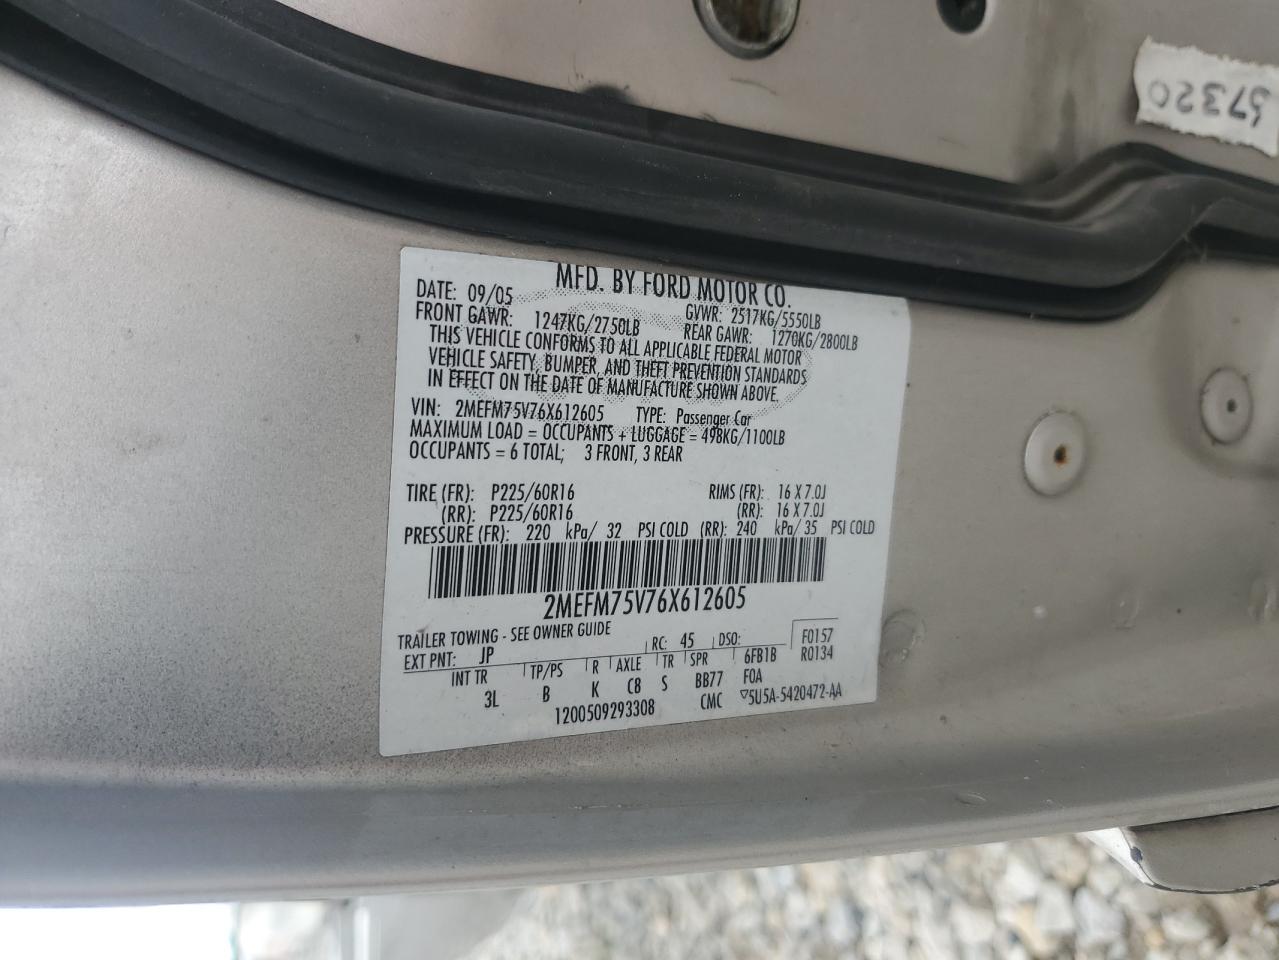 57320
MFD. BY FORD MOTOR CO.
DATE: 09/05 GVWR: 2517KG/5550LB
FRONT GAWR: 1247KG/2750LB REAR GAWR: 1270KG/2800LB
THIS VEHICLE CONFORMS TO ALL APPLICABLE FEDERAL MOTOR
VEHICLE SAFETY, BUMPER, AND THEFT PREVENTION STANDARDS
IN EFFECT ON THE DATE OF MANUFACTURE SHOWN ABOVE.
VIN: 2MEFM75V76X612605 TYPE: Passenger Car
MAXIMUM LOAD = OCCUPANTS + LUGGAGE = 498KG/1100LB
OCCUPANTS = 6 TOTAL; 3 FRONT, 3 REAR
TIRE (FR): P225/60R16 RIMS (FR): 16 X 7.0J
(RR): P225/60R16 (RR): 16 X 7.0J
PRESSURE (FR): 220 kPa/ 32 PSI COLD (RR): 240 kPa/ 35 PSI COLD
2MEFM75V76X612605
TRAILER TOWING - SEE OWNER GUIDE F0157
EXT PNT: JP RC: 45 DSO: R0134
INT TR TP/PS R AXLE TR SPR 6FB1B
3L B K C8 S BB77 F0A
1200509293308 CMC ▽5U5A-5420472-AA